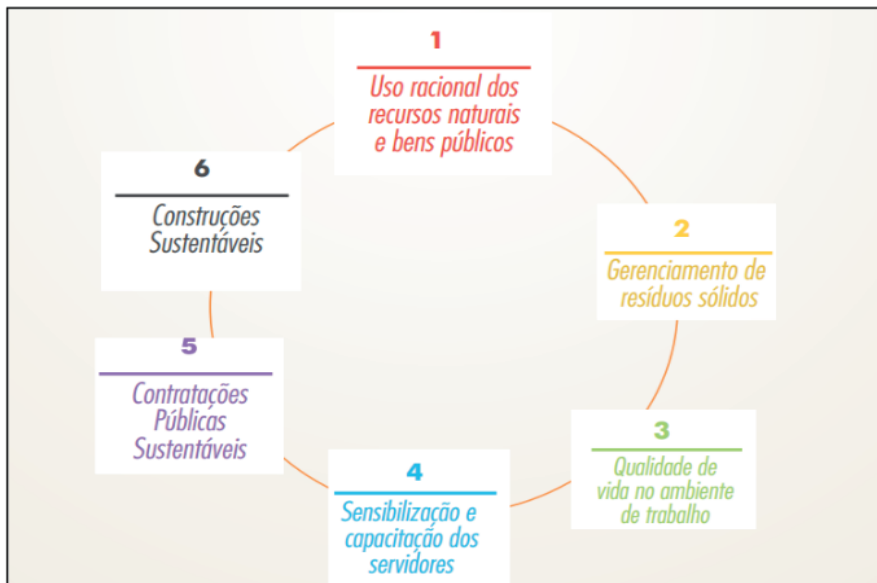 1
Uso racional dos
recursos naturais
e bens públicos
2
Gerenciamento de
resíduos sólidos
3
Qualidade de
vida no ambiente
de trabalho
4
Sensibilização e
capacitação dos
servidores
5
Contratações
Públicas
Sustentáveis
6
Construções
Sustentáveis